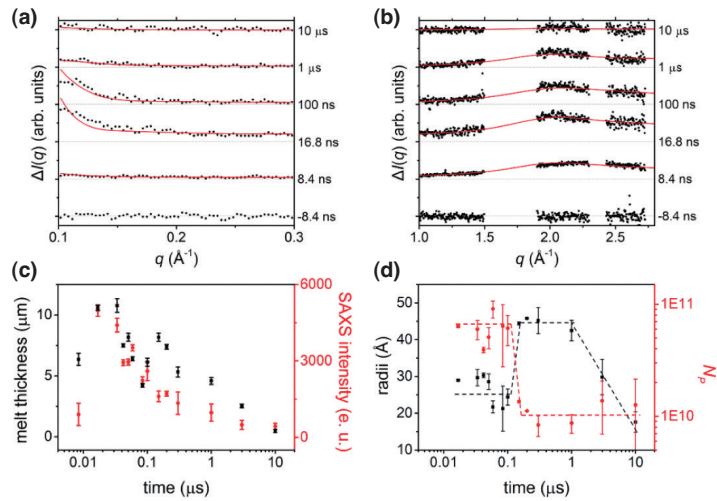 (a)
ΔI(q) (arb. units)
10 μs
1 μs
100 ns
16.8 ns
8.4 ns
-8.4 ns
0.1 0.2 0.3
q (Å⁻¹)
(b)
ΔI(q) (arb. units)
10 μs
1 μs
100 ns
16.8 ns
8.4 ns
-8.4 ns
1.0 1.5 2.0 2.5
q (Å⁻¹)
(c)
melt thickness (μm)
10
5
0
6000
3000
0
SAXS intensity (e. u.)
0.01 0.1 1 10
time (μs)
(d)
radii (Å)
50
40
30
20
10
1E11
1E10
Nₚ
0.01 0.1 1 10
time (μs)